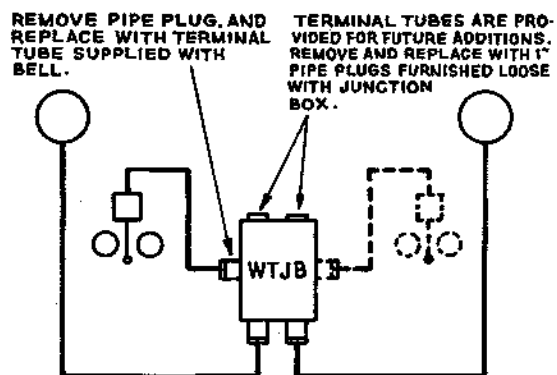 REMOVE PIPE PLUG, AND
REPLACE WITH TERMINAL
TUBE SUPPLIED WITH
BELL.
TERMINAL TUBES ARE PRO-
VIDED FOR FUTURE ADDITIONS.
REMOVE AND REPLACE WITH 1"
PIPE PLUGS FURNISHED LOOSE
WITH JUNCTION
BOX.
WTJB